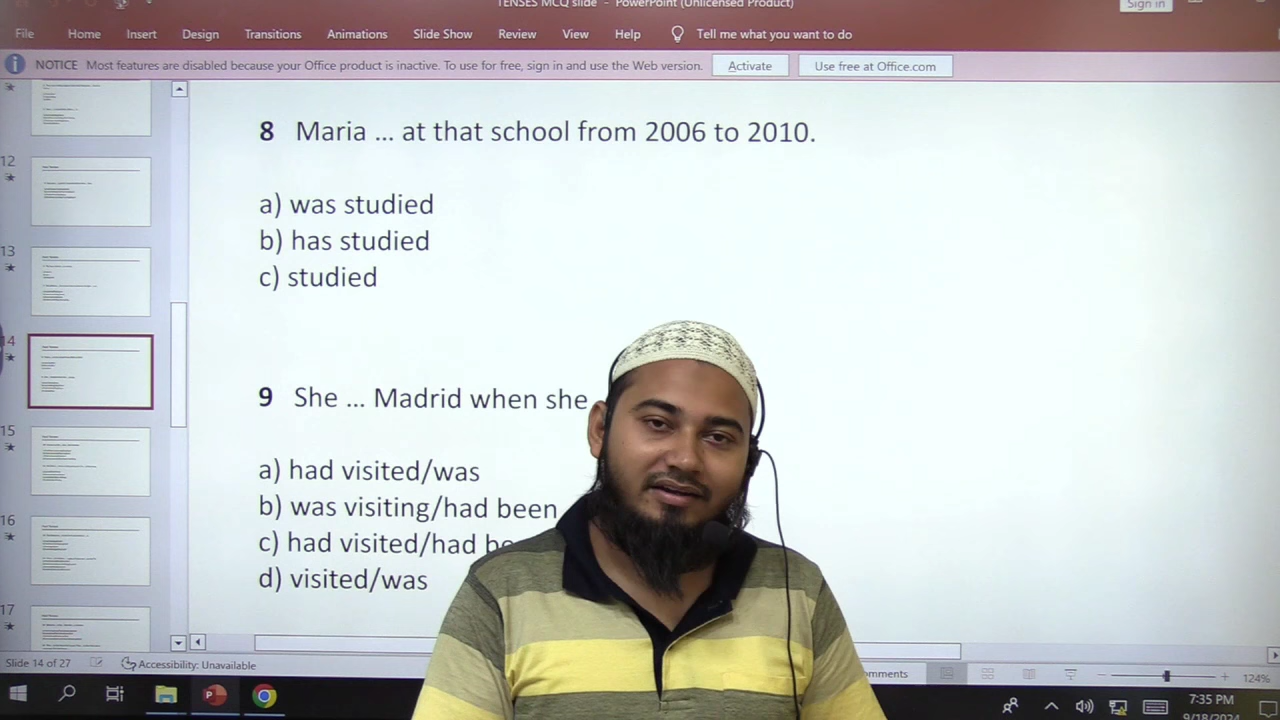 TENSES MCQ slide - PowerPoint (Unlicensed Product)
Sign in
File Home Insert Design Transitions Animations Slide Show Review View Help Tell me what you want to do
NOTICE Most features are disabled because your Office product is inactive. To use for free, sign in and use the Web version. Activate Use free at Office.com
8 Maria ... at that school from 2006 to 2010.
a) was studied
b) has studied
c) studied
9 She ... Madrid when she
a) had visited/was
b) was visiting/had been
c) had visited/had
d) visited/was
12
13
14
15
16
17
Slide 14 of 27 Accessibility: Unavailable
124%
7:35 PM